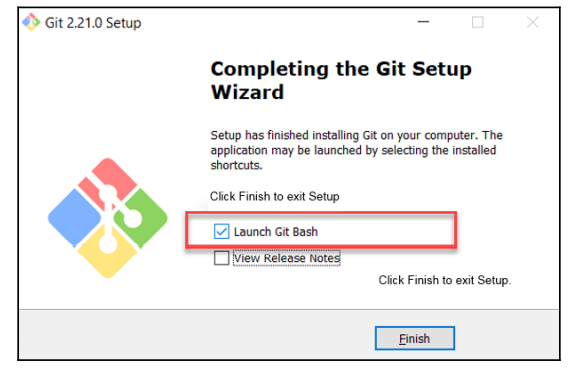 Git 2.21.0 Setup
Completing the Git Setup
Wizard
Setup has finished installing Git on your computer. The
application may be launched by selecting the installed
shortcuts.
Click Finish to exit Setup
Launch Git Bash
View Release Notes
Click Finish to exit Setup.
Finish